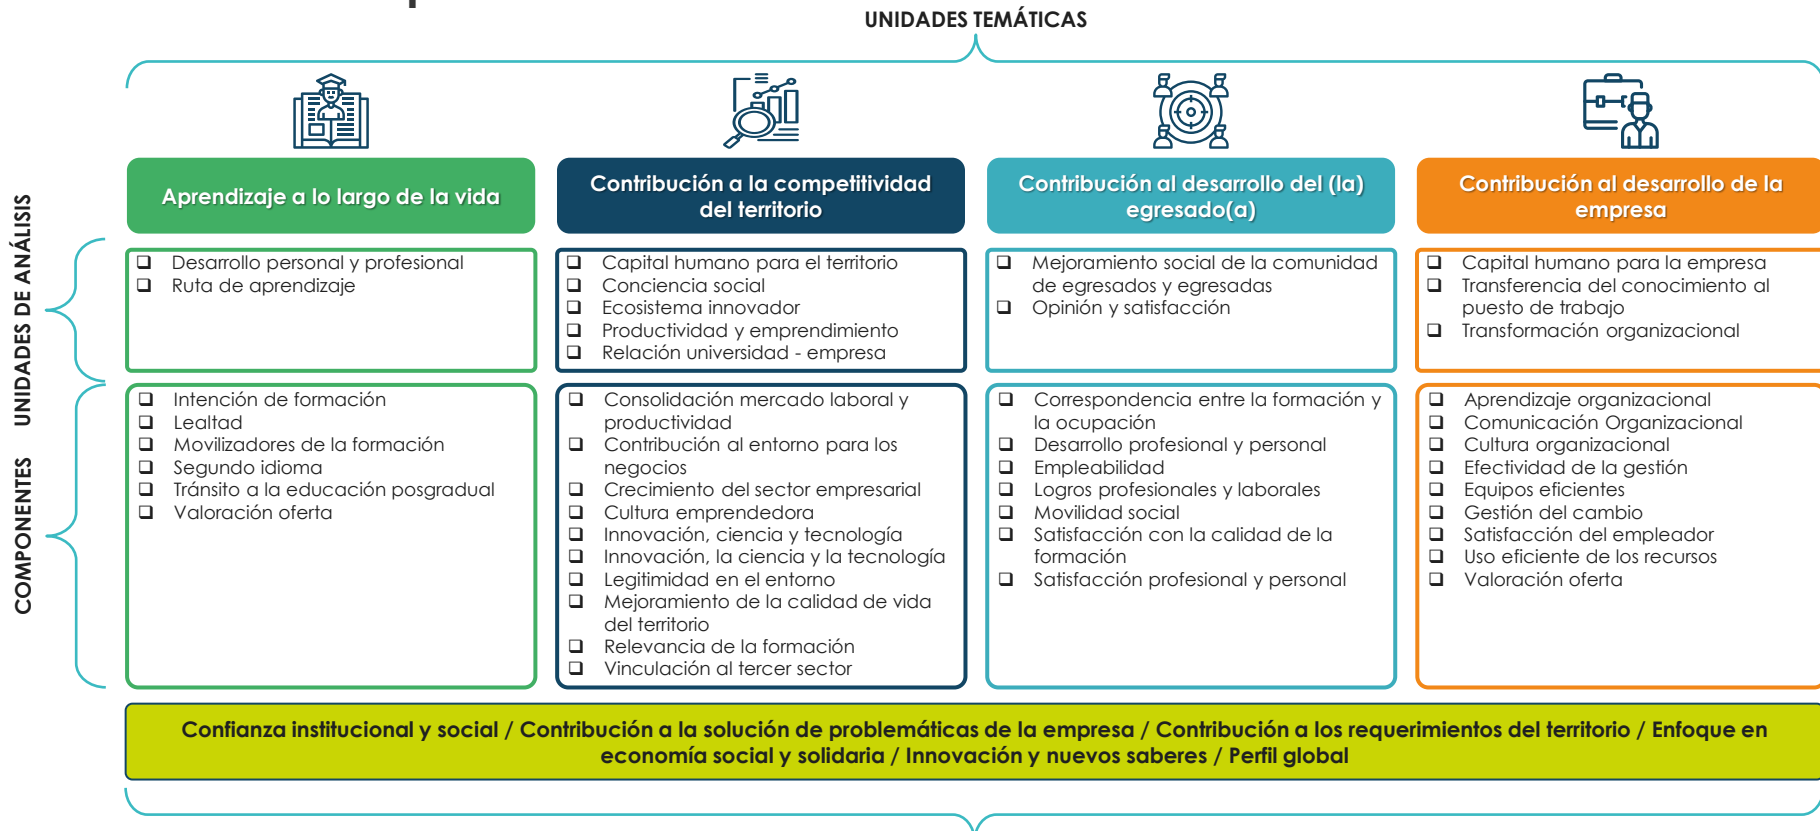 UNIDADES TEMÁTICAS
Aprendizaje a lo largo de la vida
Contribución a la competitividad
del territorio
Contribución al desarrollo del (la)
egresado(a)
Contribución al desarrollo de la
empresa
UNIDADES DE ANÁLISIS
Desarrollo personal y profesional
Ruta de aprendizaje
Capital humano para el territorio
Conciencia social
Ecosistema innovador
Productividad y emprendimiento
Relación universidad - empresa
Mejoramiento social de la comunidad
de egresados y egresadas
Opinión y satisfacción
Capital humano para la empresa
Transferencia del conocimiento al
puesto de trabajo
Transformación organizacional
COMPONENTES
Intención de formación
Lealtad
Movilizadores de la formación
Segundo idioma
Tránsito a la educación posgradual
Valoración oferta
Consolidación mercado laboral y
productividad
Contribución al entorno para los
negocios
Crecimiento del sector empresarial
Cultura emprendedora
Innovación, ciencia y tecnología
Innovación, la ciencia y la tecnología
Legitimidad en el entorno
Mejoramiento de la calidad de vida
del territorio
Relevancia de la formación
Vinculación al tercer sector
Correspondencia entre la formación y
la ocupación
Desarrollo profesional y personal
Empleabilidad
Logros profesionales y laborales
Movilidad social
Satisfacción con la calidad de la
formación
Satisfacción profesional y personal
Aprendizaje organizacional
Comunicación Organizacional
Cultura organizacional
Efectividad de la gestión
Equipos eficientes
Gestión del cambio
Satisfacción del empleador
Uso eficiente de los recursos
Valoración oferta
Confianza institucional y social / Contribución a la solución de problemáticas de la empresa / Contribución a los requerimientos del territorio / Enfoque en
economía social y solidaria / Innovación y nuevos saberes / Perfil global